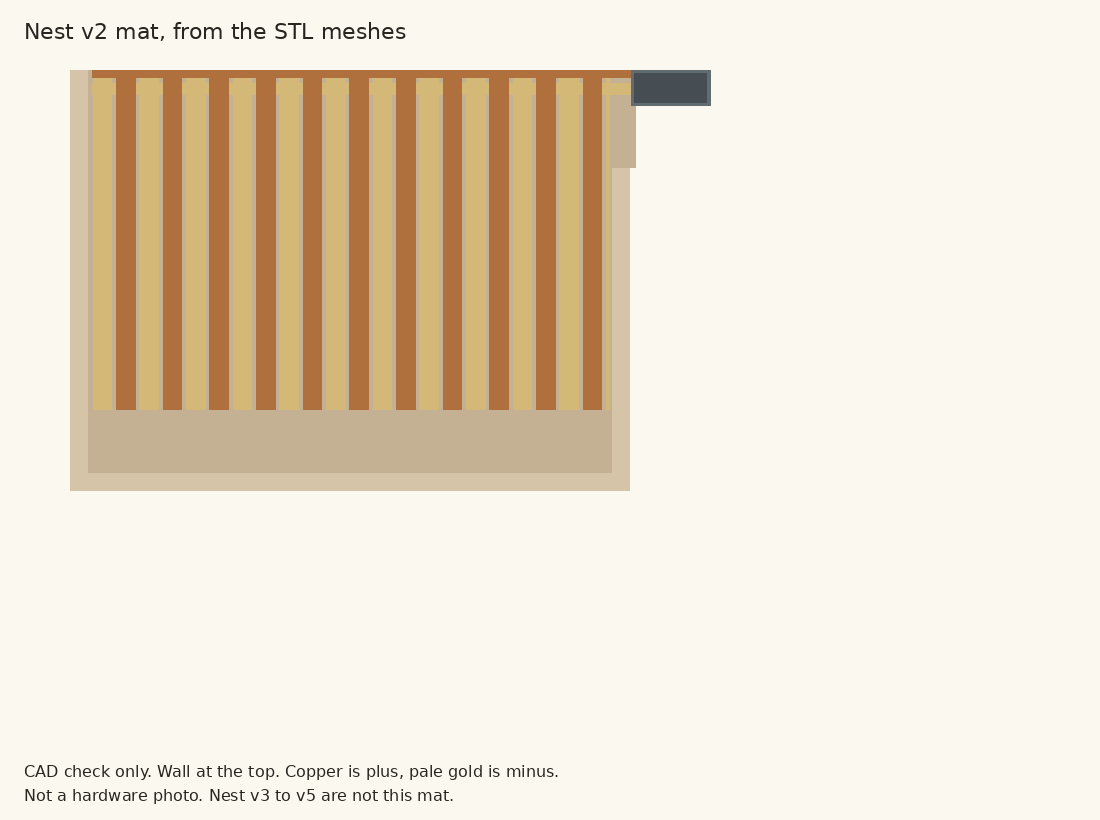 Nest v2 mat, from the STL meshes
CAD check only. Wall at the top. Copper is plus, pale gold is minus.
Not a hardware photo. Nest v3 to v5 are not this mat.